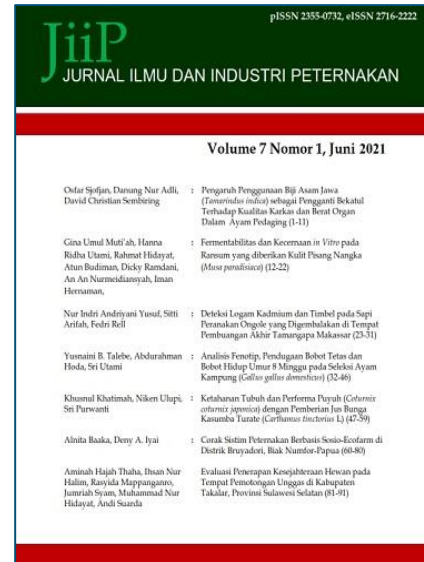 pISSN 2355-0732, eISSN 2716-2222
JiiP
JURNAL ILMU DAN INDUSTRI PETERNAKAN
Volume 7 Nomor 1, Juni 2021
Osfar Sjofjan, Danung Nur Adli,
David Christian Sembiring
: Pengaruh Penggunaan Biji Asam Jawa
(Tamarindus indica) sebagai Pengganti Bekatul
Terhadap Kualitas Karkas dan Berat Organ
Dalam Ayam Pedaging (1-11)
Gina Umul Muti'ah, Hanna
Ridha Utami, Rahmat Hidayat,
Atun Budiman, Dicky Ramdani,
An An Nurmeidiansyah, Iman
Hernaman,
: Fermentabilitas dan Kecernaan in Vitro pada
Ransum yang diberikan Kulit Pisang Nangka
(Musa paradisiaca) (12-22)
Nur Indri Andriyani Yusuf, Sitti
Arifah, Fedri Rell
: Deteksi Logam Kadmium dan Timbel pada Sapi
Peranakan Ongole yang Digembalakan di Tempat
Pembuangan Akhir Tamangapa Makassar (23-31)
Yusnaini B. Talebe, Abdurahman
Hoda, Sri Utami
: Analisis Fenotip, Pendugaan Bobot Tetas dan
Bobot Hidup Umur 8 Minggu pada Seleksi Ayam
Kampung (Gallus gallus domesticus) (32-46)
Khusnul Khatimah, Niken Ulupi,
Sri Purwanti
: Ketahanan Tubuh dan Performa Puyuh (Coturnix
coturnix japonica) dengan Pemberian Jus Bunga
Kasumba Turate (Carthamus tinctorius L) (47-59)
Alnita Baaka, Deny A. Iyai
: Corak Sistim Peternakan Berbasis Sosio-Ecofarm di
Distrik Bruyadori, Biak Numfor-Papua (60-80)
Aminah Hajah Thaha, Ihsan Nur
Halim, Rasyida Mappanganro,
Jumriah Syam, Muhammad Nur
Hidayat, Andi Suarda
Evaluasi Penerapan Kesejahteraan Hewan pada
Tempat Pemotongan Unggas di Kabupaten
Takalar, Provinsi Sulawesi Selatan (81-91)